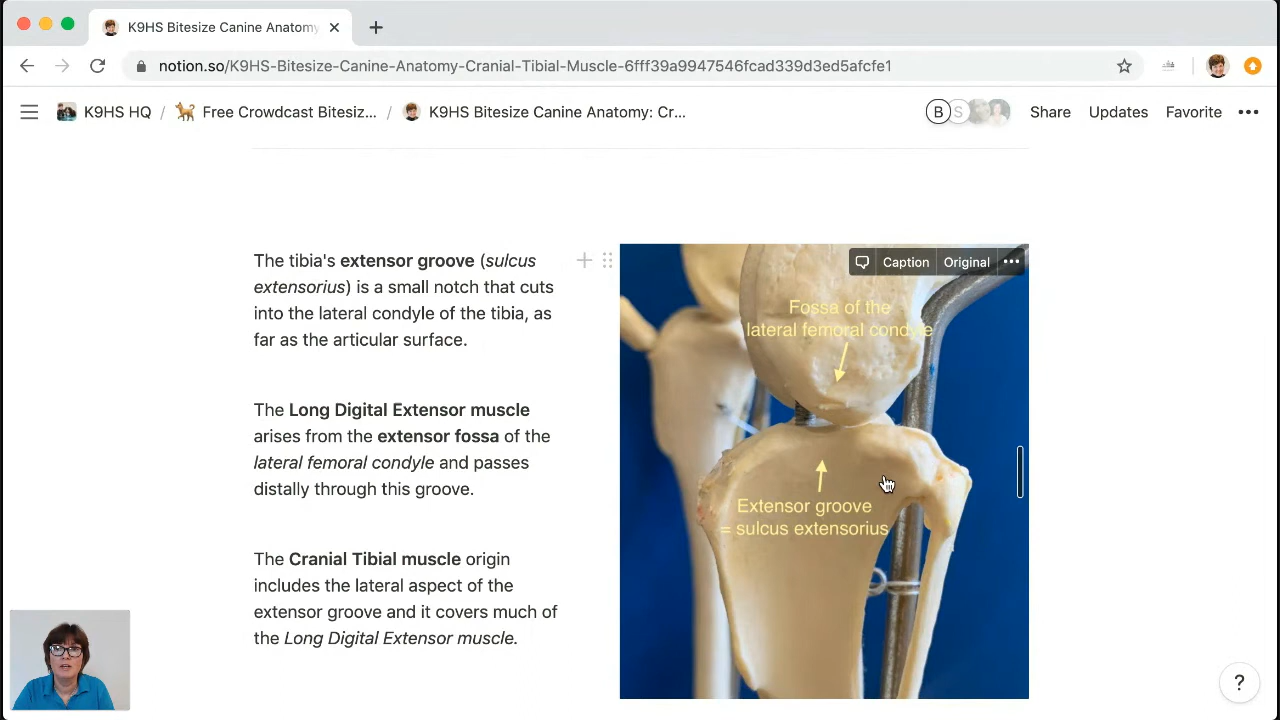 K9HS Bitesize Canine Anatomy
notion.so/K9HS-Bitesize-Canine-Anatomy-Cranial-Tibial-Muscle-6fff39a9947546fcad339d3ed5afcfe1
K9HS HQ / Free Crowdcast Bitesiz... / K9HS Bitesize Canine Anatomy: Cr... B S Share Updates Favorite
The tibia's extensor groove (sulcus
extensorius) is a small notch that cuts
into the lateral condyle of the tibia, as
far as the articular surface.
The Long Digital Extensor muscle
arises from the extensor fossa of the
lateral femoral condyle and passes
distally through this groove.
The Cranial Tibial muscle origin
includes the lateral aspect of the
extensor groove and it covers much of
the Long Digital Extensor muscle.
Caption Original
Fossa of the
lateral femoral condyle
Extensor groove
= sulcus extensorius
?